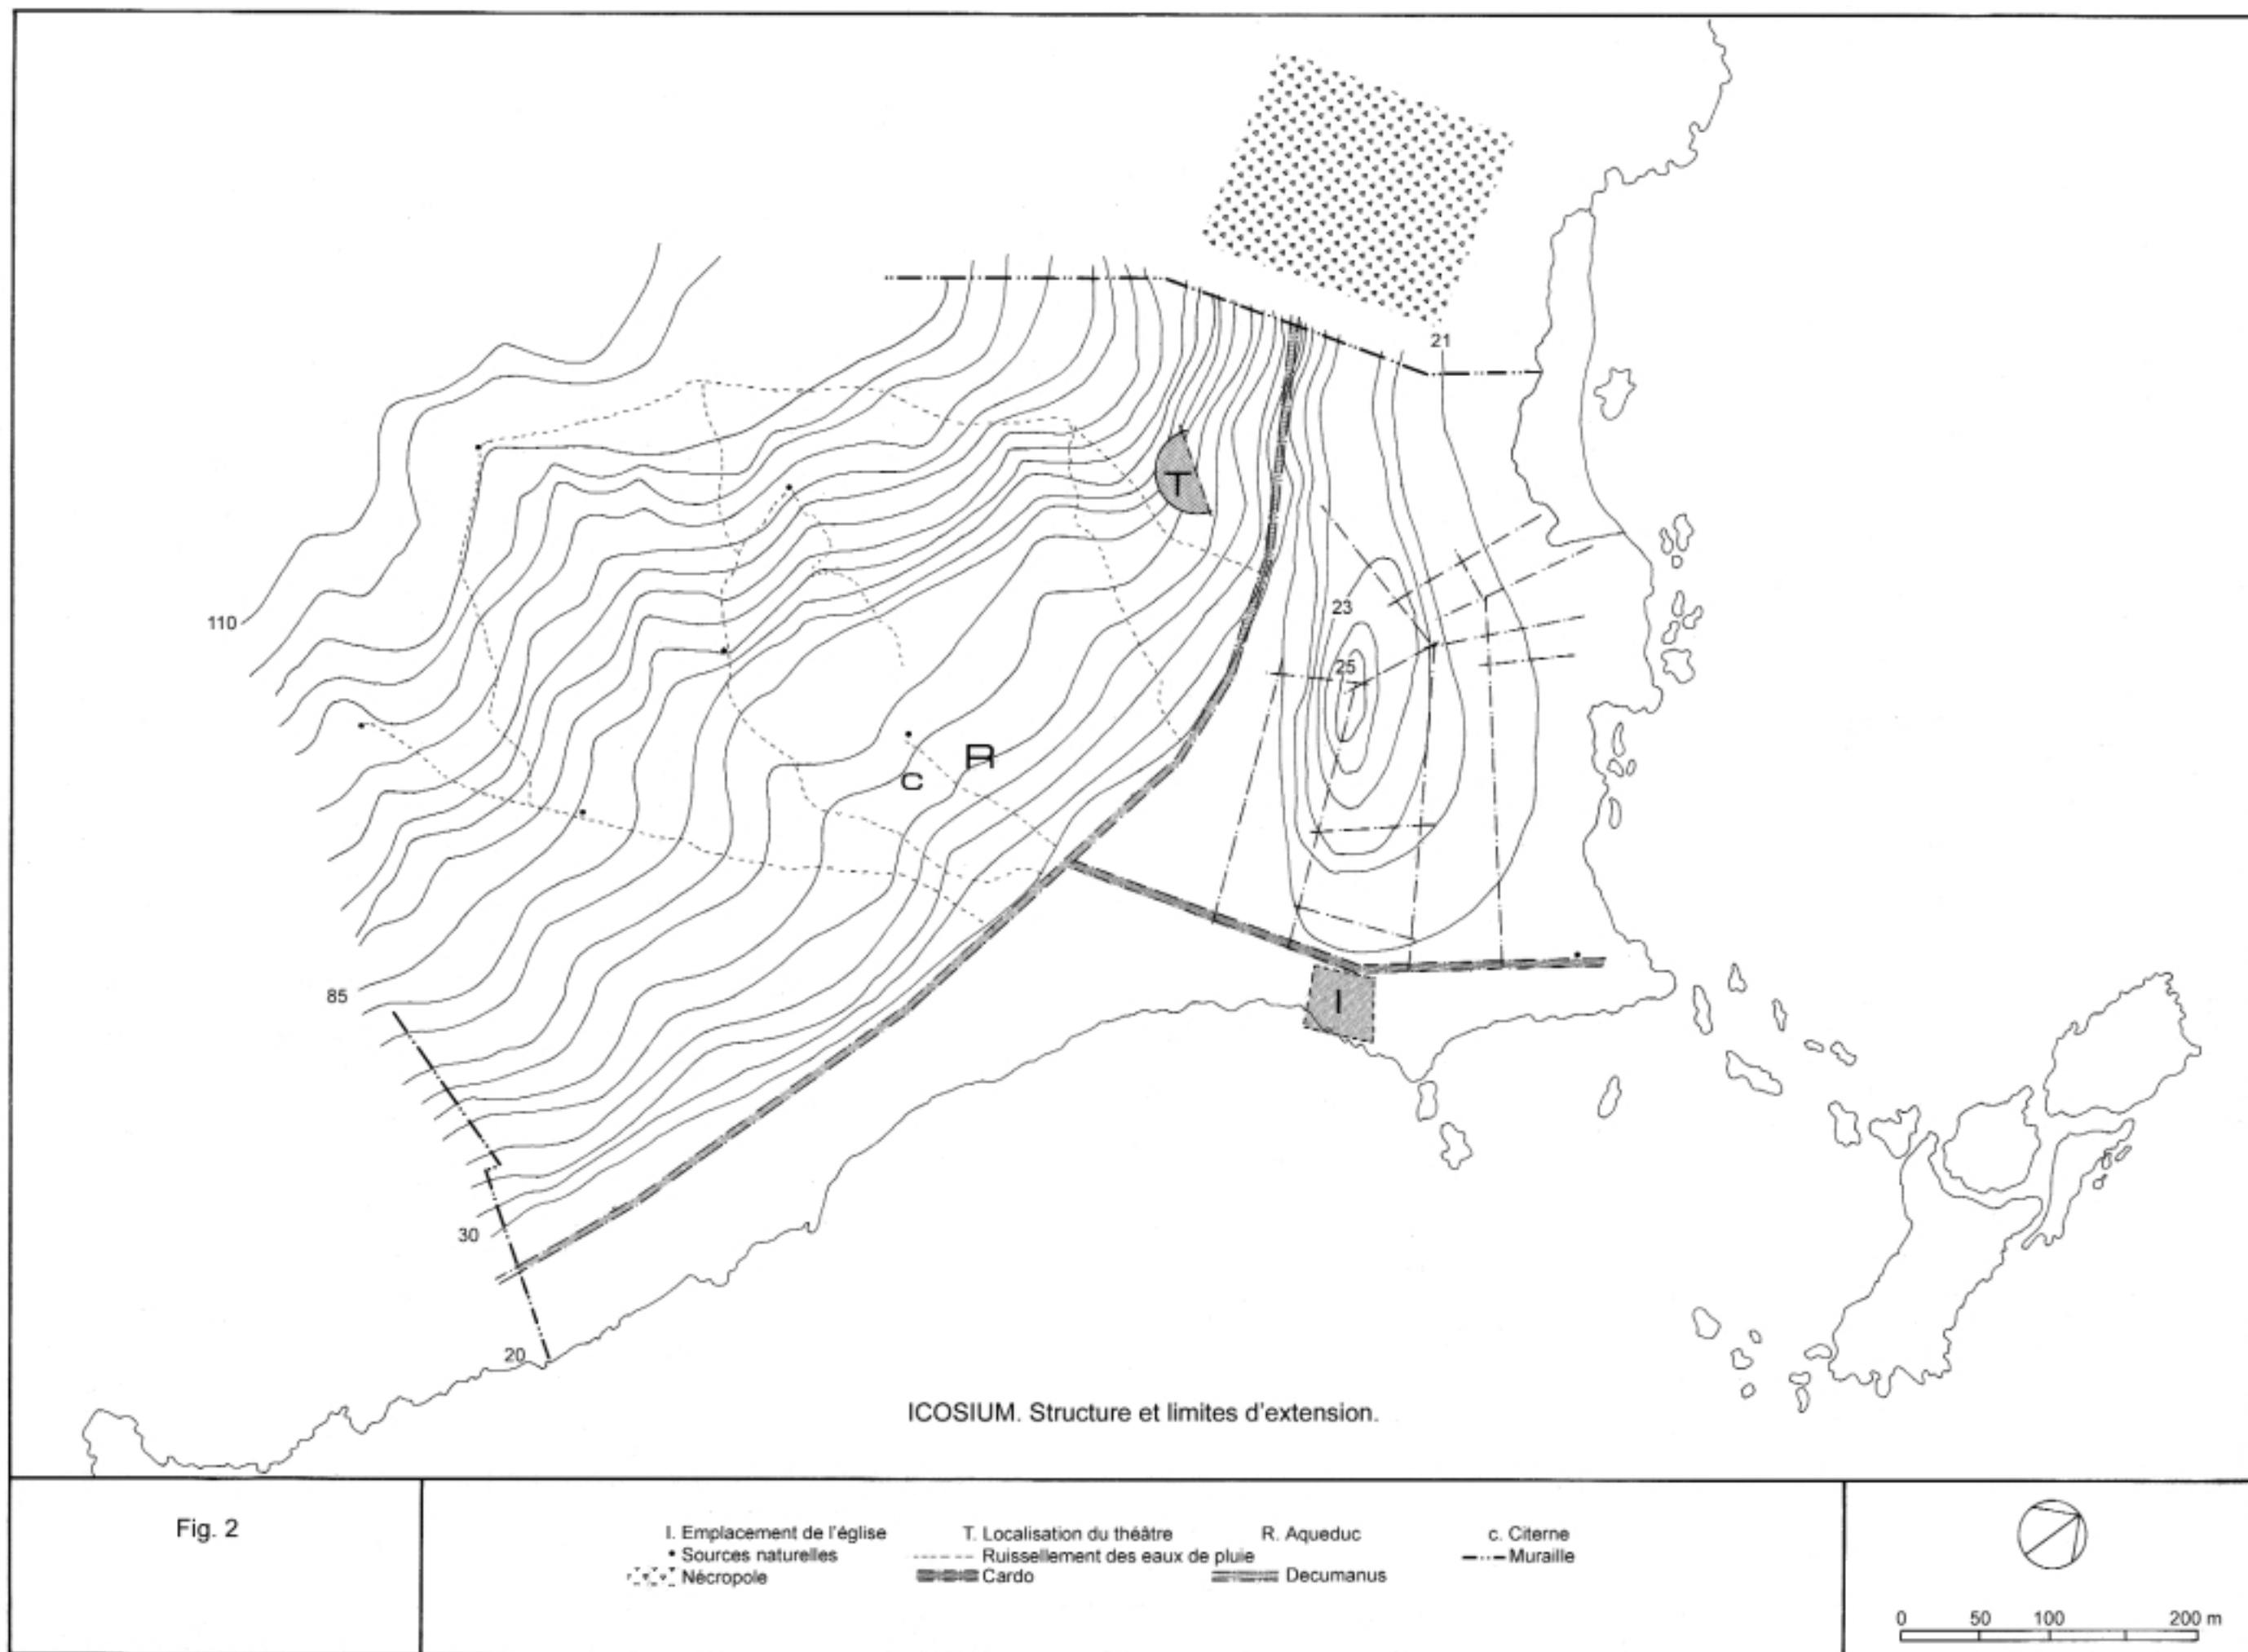 21
T
110
23
25
R
C
85
I
30
20
ICOSIUM. Structure et limites d'extension.
Fig. 2
I. Emplacement de l'église T. Localisation du théâtre R. Aqueduc c. Citerne
Sources naturelles Ruissellement des eaux de pluie Muraille
Nécropole Cardo Decumanus
0 50 100 200 m